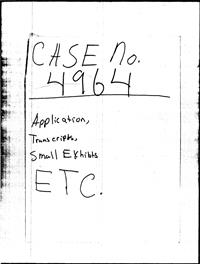 CASE No.
4964
Application,
Transcripts,
Small Exhibits
ETC.